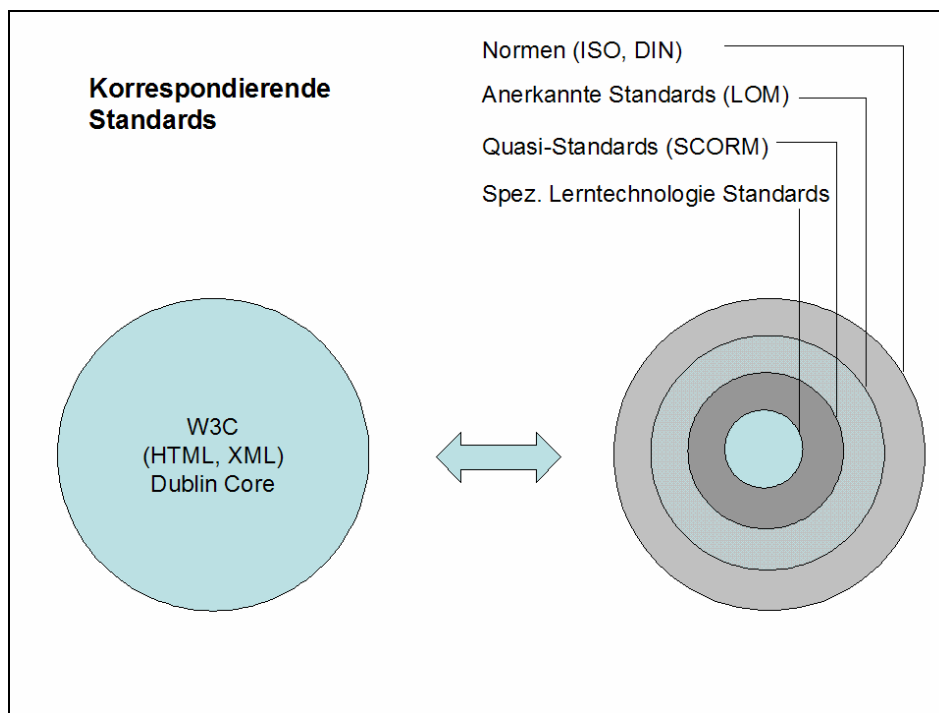 Korrespondierende
Standards
Normen (ISO, DIN)
Anerkannte Standards (LOM)
Quasi-Standards (SCORM)
Spez. Lerntechnologie Standards
W3C
(HTML, XML)
Dublin Core